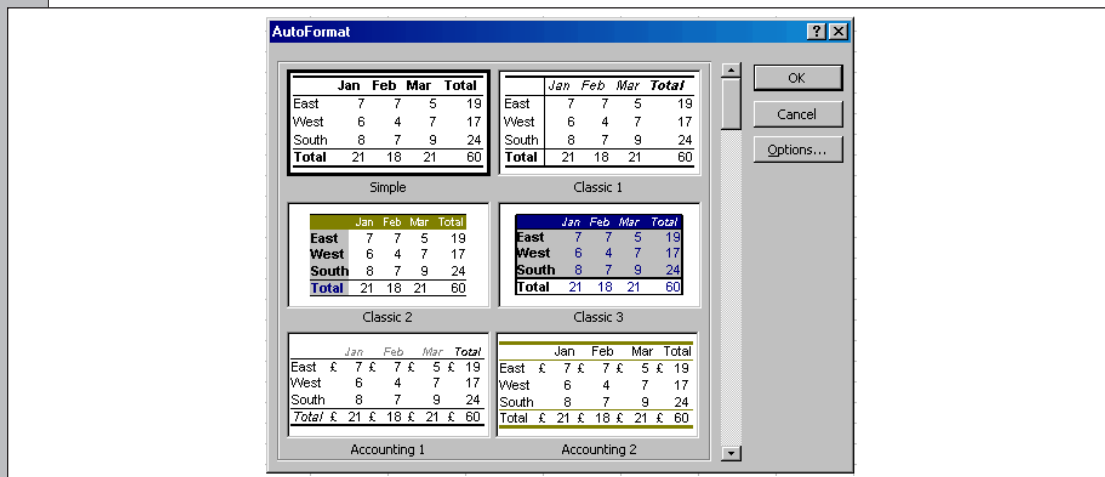 AutoFormat
OK
Cancel
Options...
Jan Feb Mar Total
East 7 7 5 19
West 6 4 7 17
South 8 7 9 24
Total 21 18 21 60
Simple
Jan Feb Mar Total
East 7 7 5 19
West 6 4 7 17
South 8 7 9 24
Total 21 18 21 60
Classic 1
Jan Feb Mar Total
East 7 7 5 19
West 6 4 7 17
South 8 7 9 24
Total 21 18 21 60
Classic 2
Jan Feb Mar Total
East 7 7 5 19
West 6 4 7 17
South 8 7 9 24
Total 21 18 21 60
Classic 3
Jan Feb Mar Total
East £ 7 £ 7 £ 5 £ 19
West 6 4 7 17
South 8 7 9 24
Total £ 21 £ 18 £ 21 £ 60
Accounting 1
Jan Feb Mar Total
East £ 7 £ 7 £ 5 £ 19
West 6 4 7 17
South 8 7 9 24
Total £ 21 £ 18 £ 21 £ 60
Accounting 2